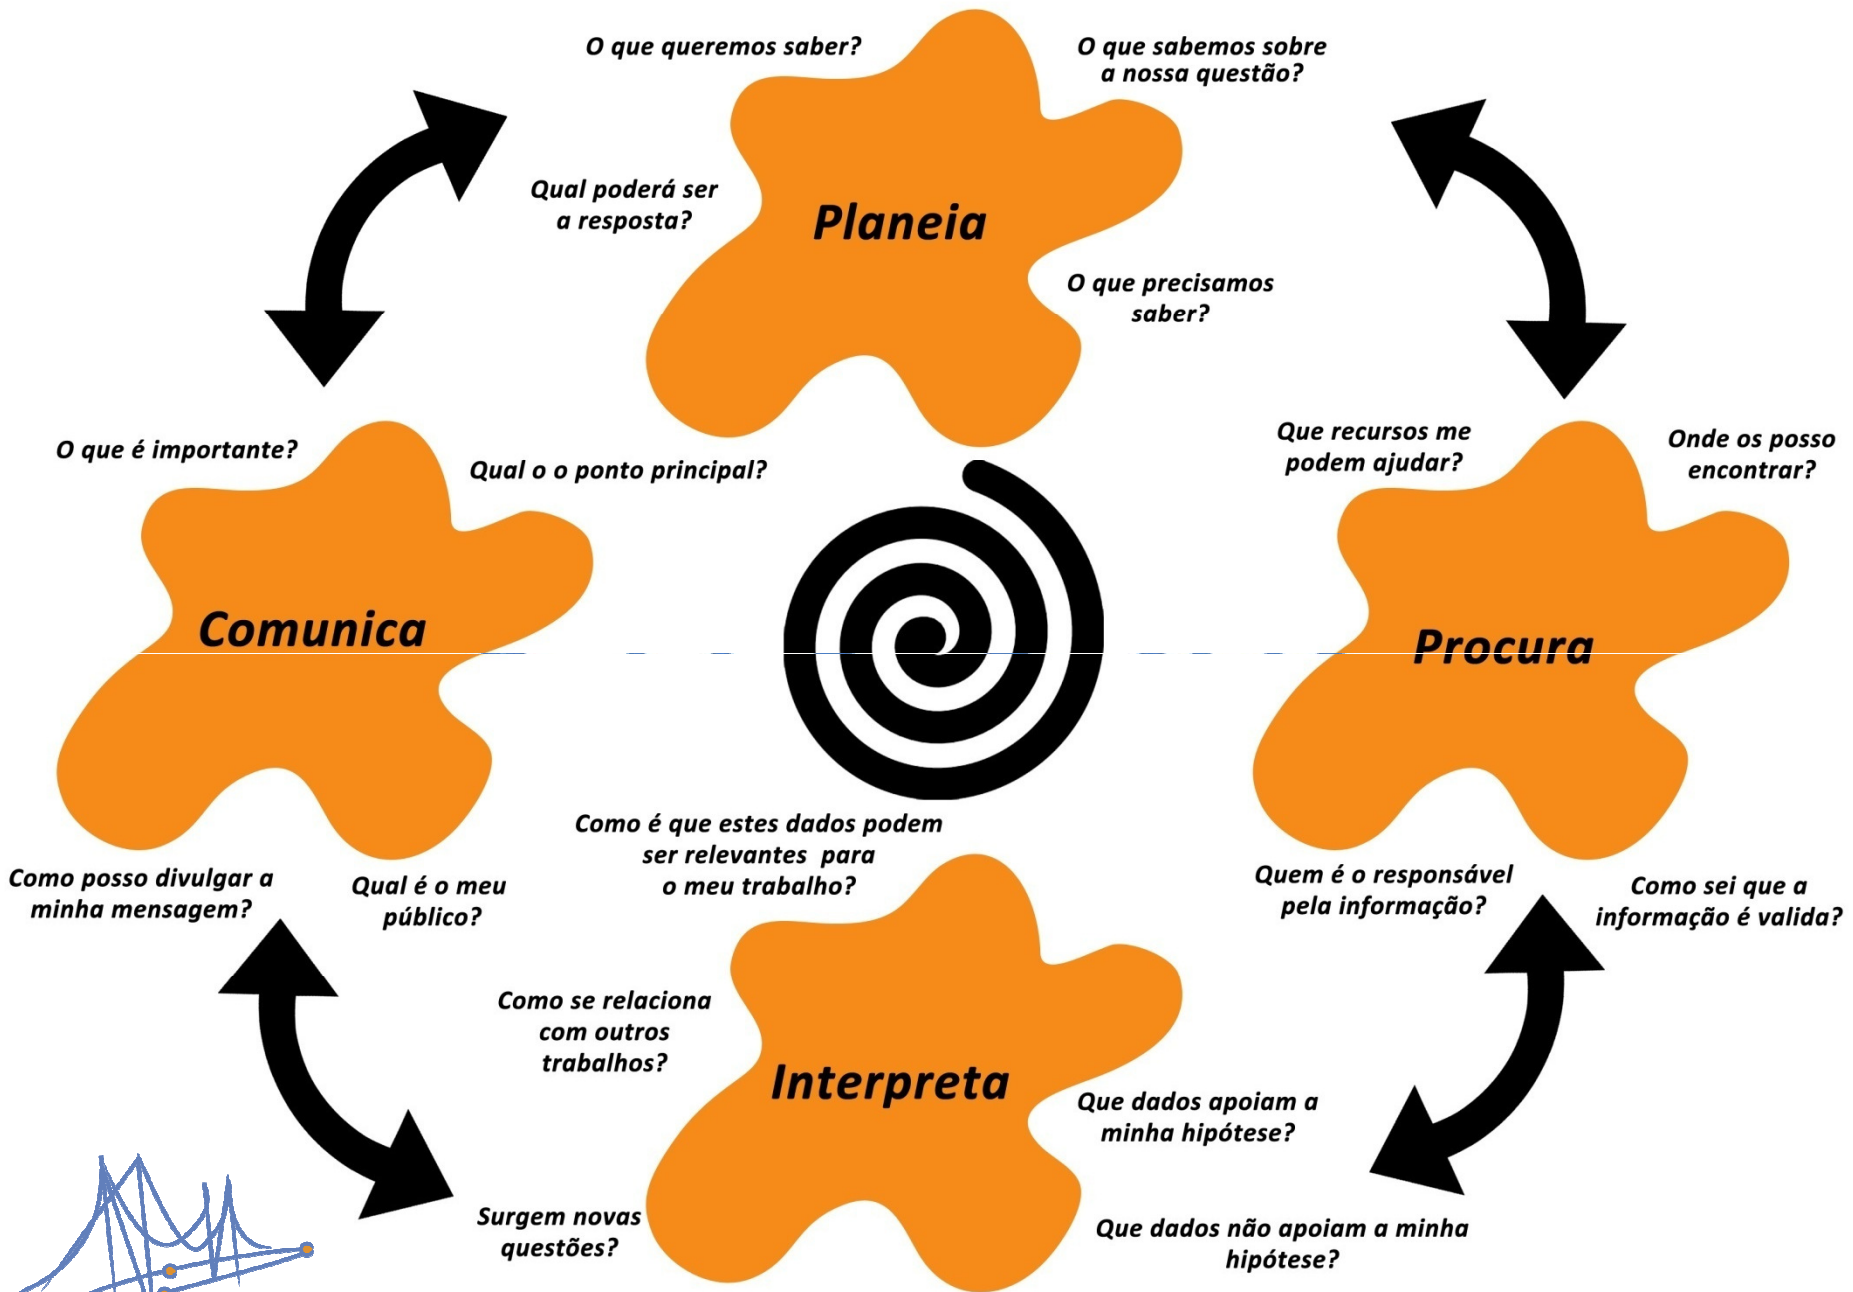 O que queremos saber?
O que sabemos sobre
a nossa questão?
Qual poderá ser
a resposta?
Planeia
O que precisamos
saber?
O que é importante?
Qual o o ponto principal?
Comunica
Como posso divulgar a
minha mensagem?
Qual é o meu
público?
Que recursos me
podem ajudar?
Onde os posso
encontrar?
Procura
Quem é o responsável
pela informação?
Como sei que a
informação é valida?
Como é que estes dados podem
ser relevantes para
o meu trabalho?
Como se relaciona
com outros
trabalhos?
Interpreta
Que dados apoiam a
minha hipótese?
Surgem novas
questões?
Que dados não apoiam a minha
hipótese?